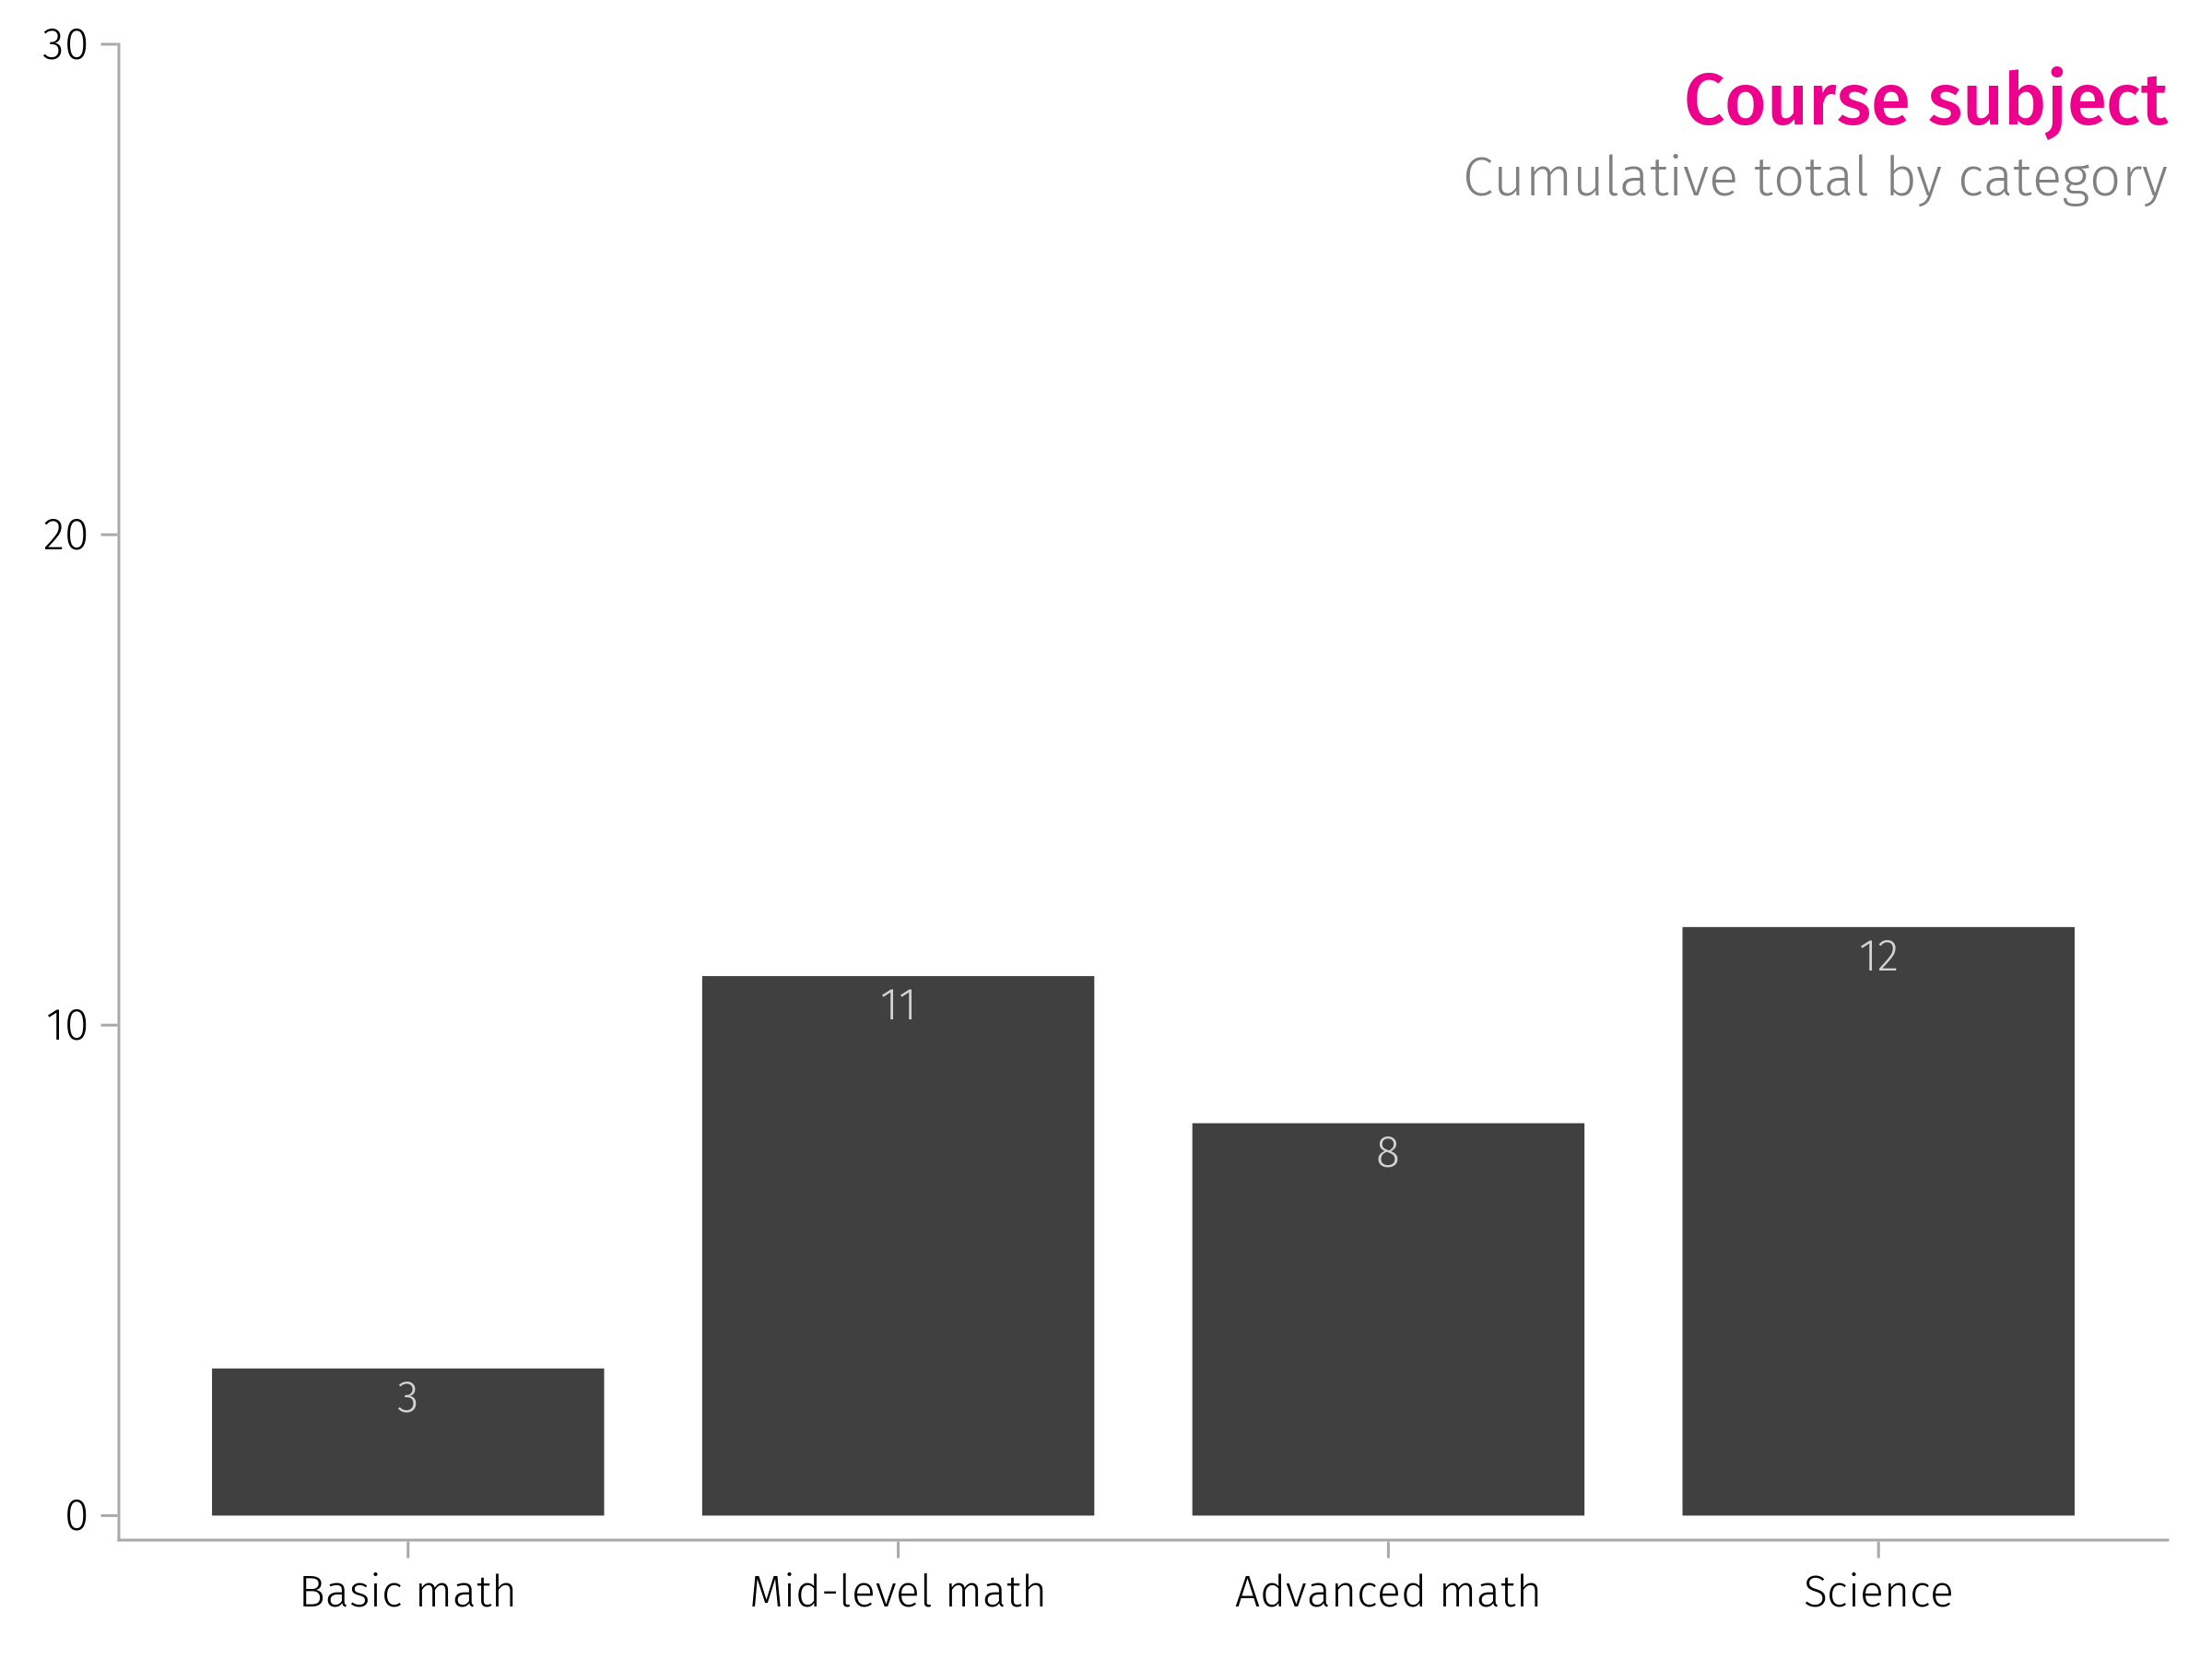 Course subject
Cumulative total by category
30
20
10
0
3
11
8
12
Basic math
Mid-level math
Advanced math
Science